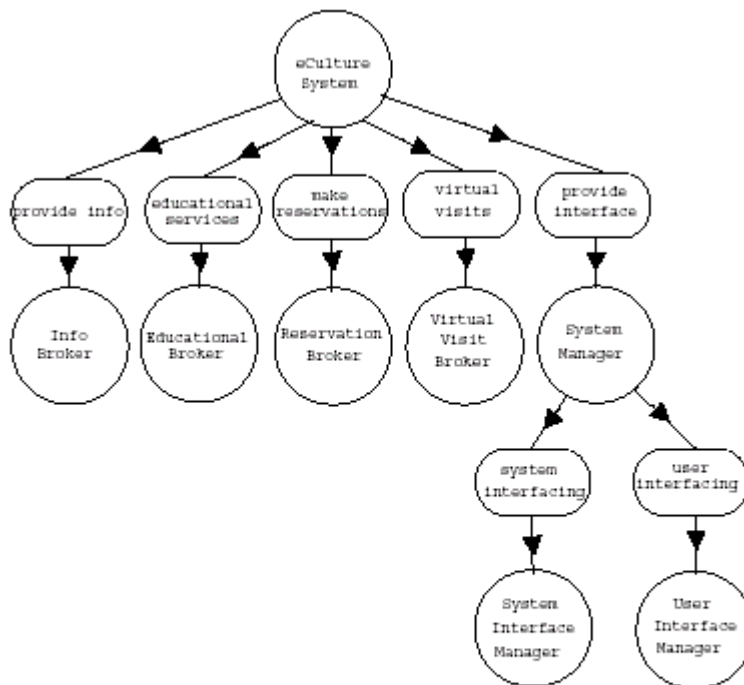 eCulture
System
provide info
educational
services
make
reservations
virtual
visits
provide
interface
Info
Broker
Educational
Broker
Reservation
Broker
Virtual
Visit
Broker
System
Manager
system
interfacing
user
interfacing
System
Interface
Manager
User
Interface
Manager